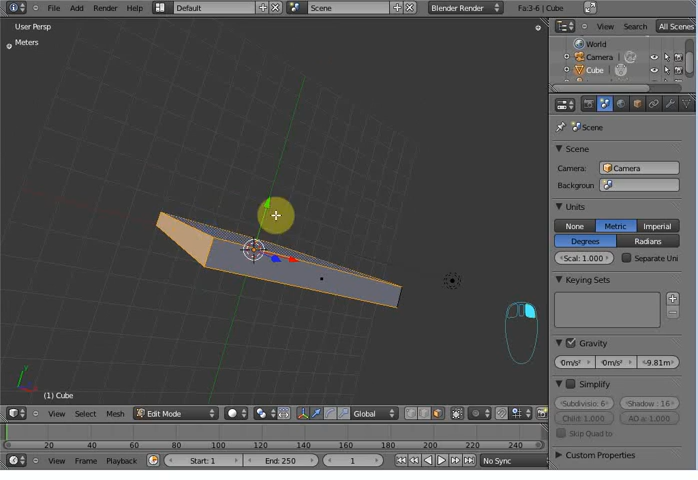 File Add Render Help Default Scene Blender Render Fa:3-6 | Cube
User Persp
Meters
View Search All Scenes
World
Camera
Cube
Scene
Scene
Camera: Camera
Backgroun
Units
None Metric Imperial
Degrees Radians
Scal: 1.000 Separate Uni
Keying Sets
Gravity
0m/s² 0m/s² -9.81m
Simplify
Subdivisio: 6 Shadow : 16
Child: 1.000 AO a: 1.000
Skip Quad to
Custom Properties
(1) Cube
View Select Mesh Edit Mode Global
20 40 60 80 100 120 140 160 180 200 220 240
View Frame Playback Start: 1 End: 250 1 No Sync